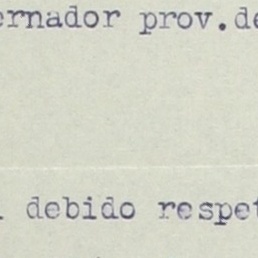 ernador prov.de
l debido respet